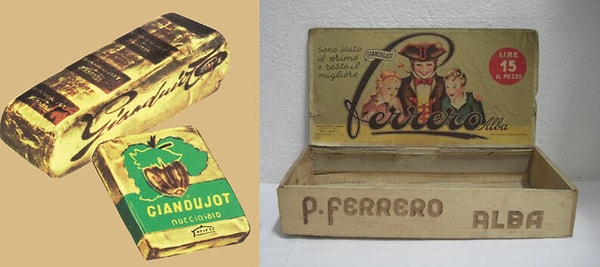 Giandujot
GIANDUJOT
NOCCIOLATO
Sono stato
il primo
e resto il
migliore
GIANDUJOT
LIRE
15
IL PEZZO
Ferrero
Alba
P. FERRERO ALBA